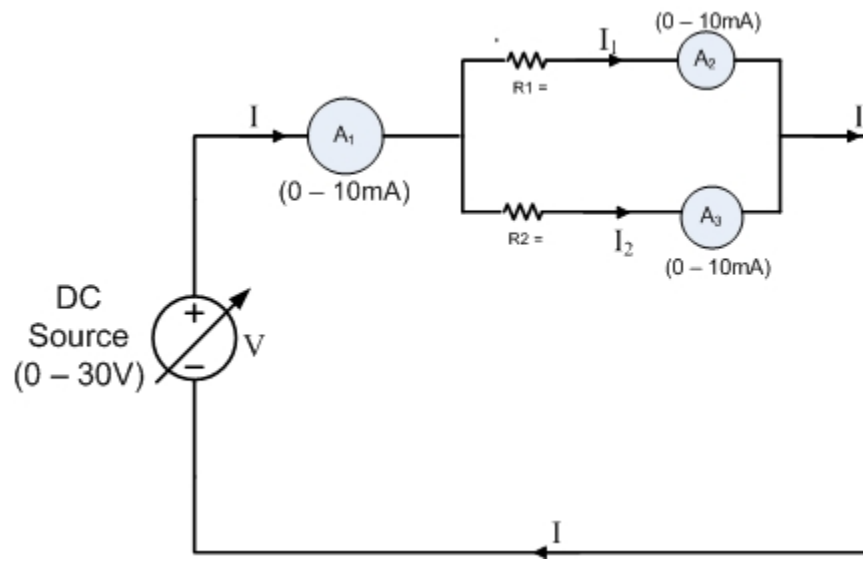 (0 – 10mA)
I₁
A₂
R1 =
I
A₁
I
(0 – 10mA)
R2 =
I₂
A₃
(0 – 10mA)
DC
Source
(0 – 30V)
+
–
V
I